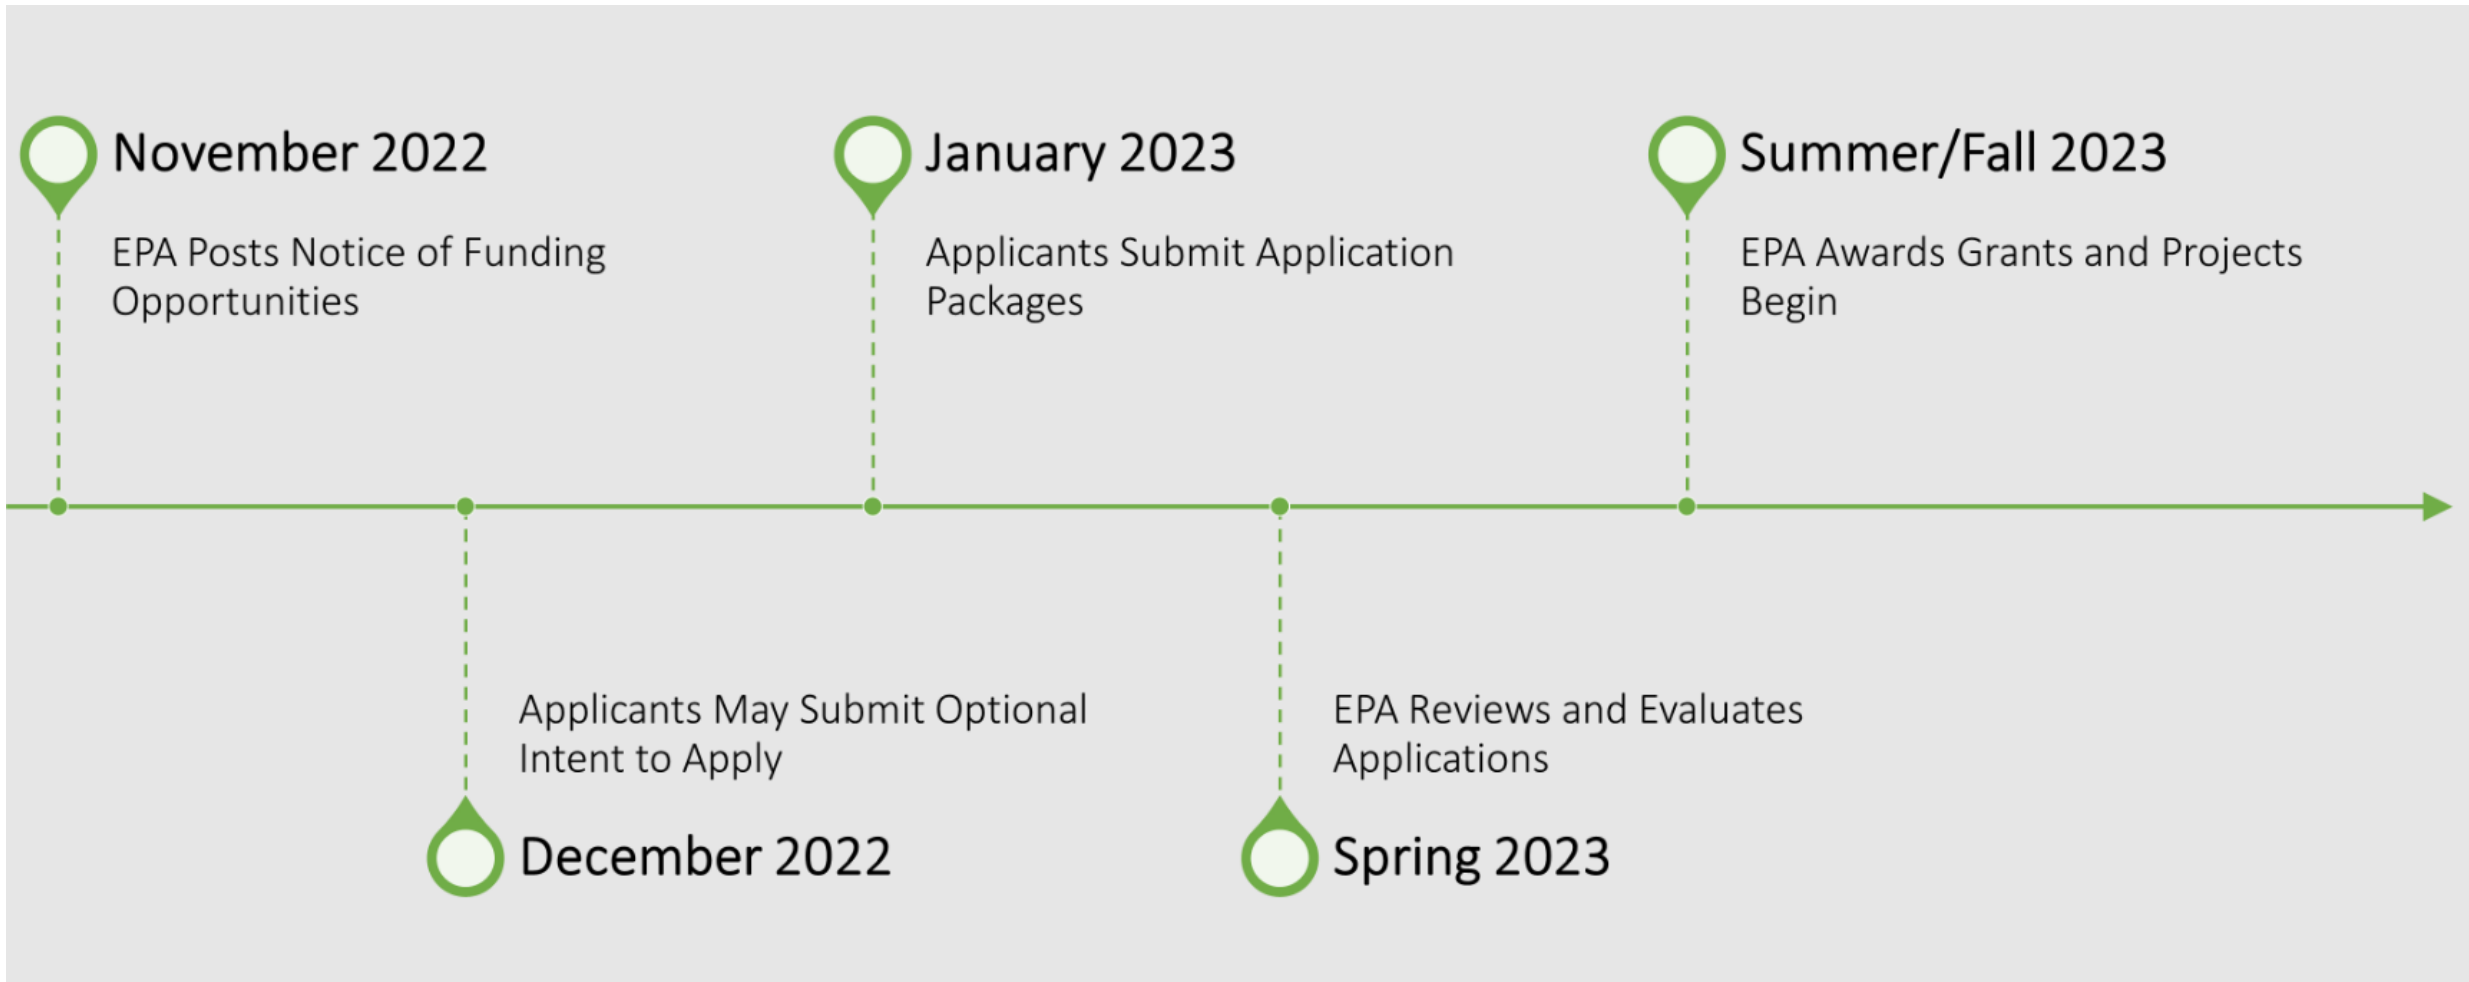 November 2022
EPA Posts Notice of Funding
Opportunities
Applicants May Submit Optional
Intent to Apply
December 2022
January 2023
Applicants Submit Application
Packages
EPA Reviews and Evaluates
Applications
Spring 2023
Summer/Fall 2023
EPA Awards Grants and Projects
Begin